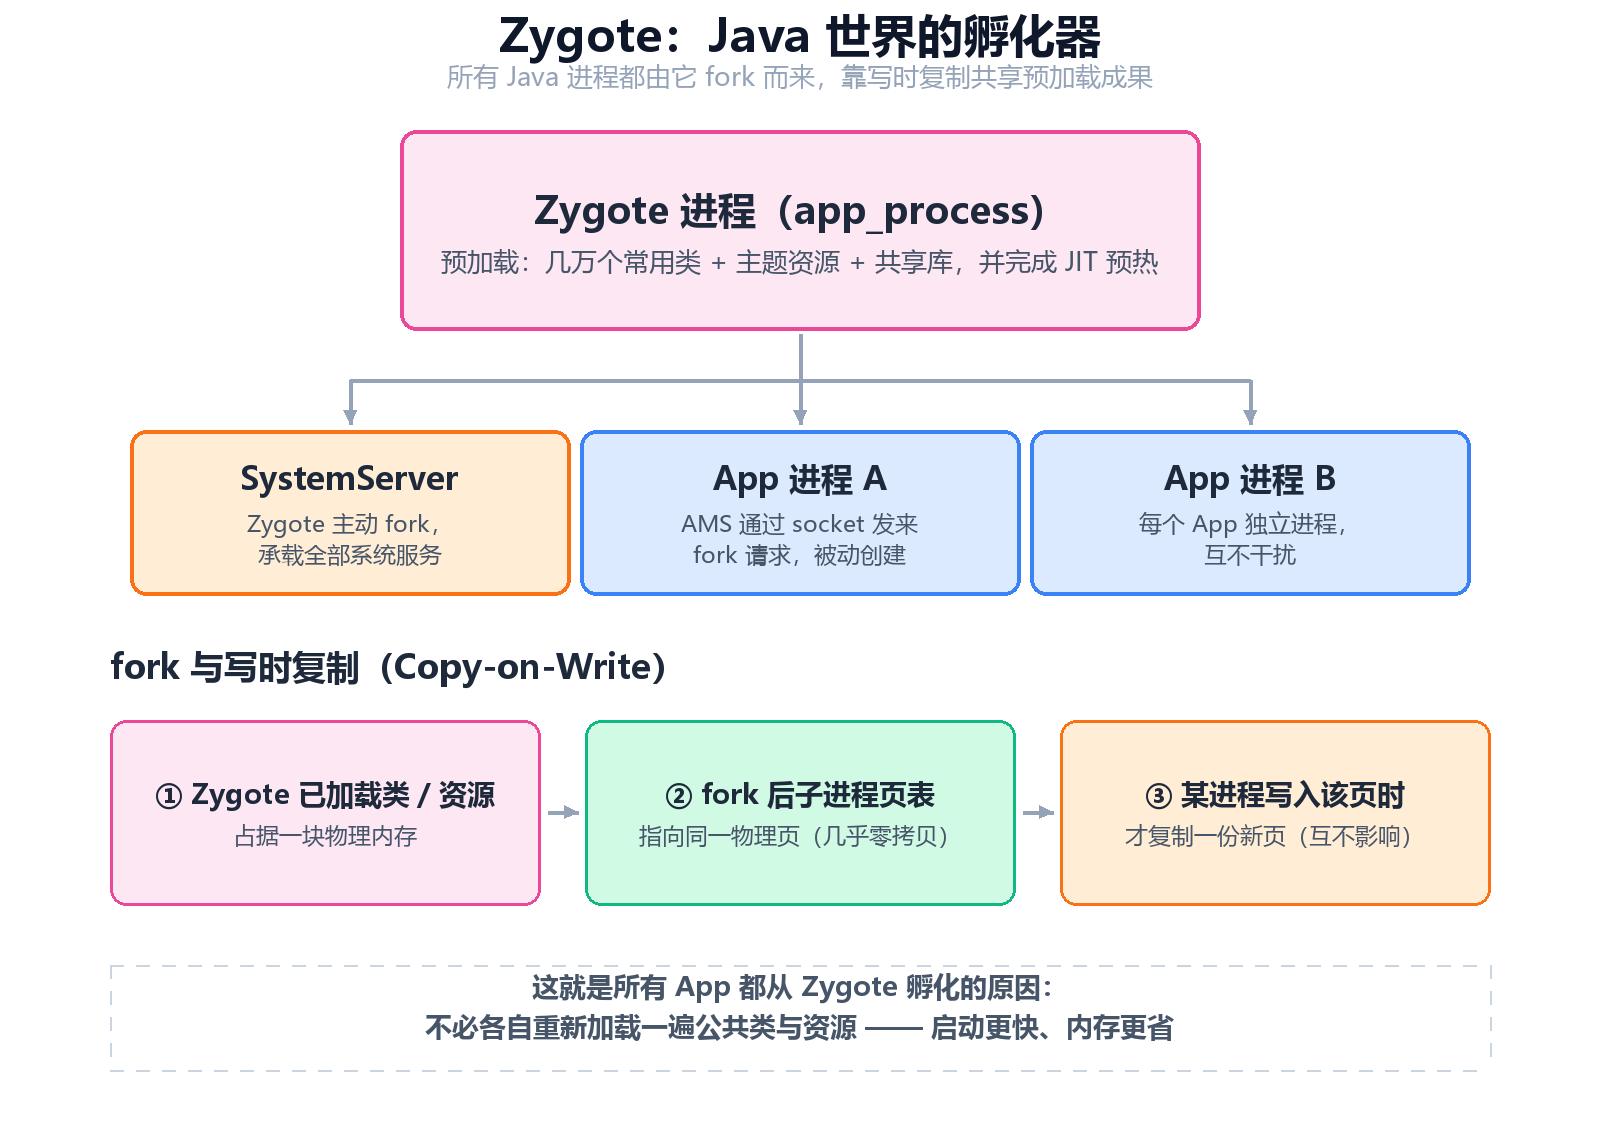 Zygote：Java 世界的孵化器
所有 Java 进程都由它 fork 而来，靠写时复制共享预加载成果
Zygote 进程（app_process）
预加载：几万个常用类 + 主题资源 + 共享库，并完成 JIT 预热
SystemServer
Zygote 主动 fork，
承载全部系统服务
App 进程 A
AMS 通过 socket 发来
fork 请求，被动创建
App 进程 B
每个 App 独立进程，
互不干扰
fork 与写时复制（Copy-on-Write）
① Zygote 已加载类 / 资源
占据一块物理内存
② fork 后子进程页表
指向同一物理页（几乎零拷贝）
③ 某进程写入该页时
才复制一份新页（互不影响）
这就是所有 App 都从 Zygote 孵化的原因：
不必各自重新加载一遍公共类与资源 —— 启动更快、内存更省